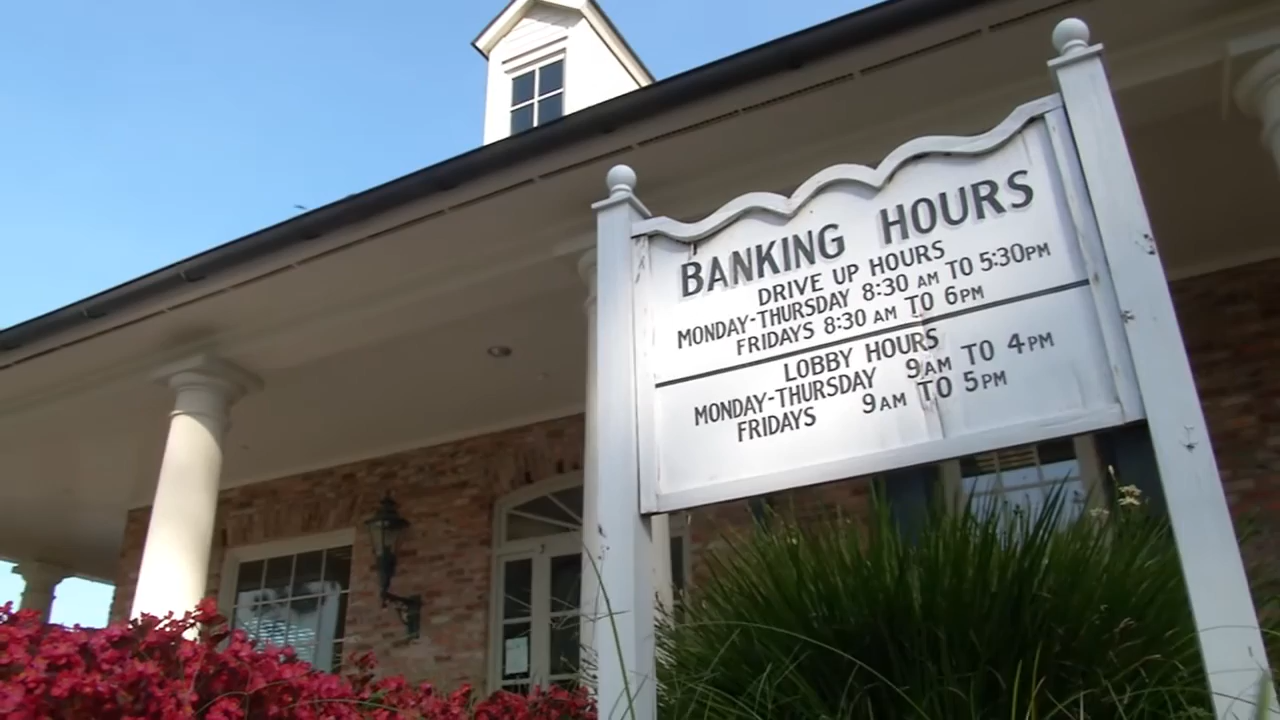 BANKING HOURS
DRIVE UP HOURS
MONDAY-THURSDAY 8:30 AM TO 5:30PM
FRIDAYS 8:30 AM TO 6PM
LOBBY HOURS
MONDAY-THURSDAY 9AM TO 4PM
FRIDAYS 9AM TO 5PM